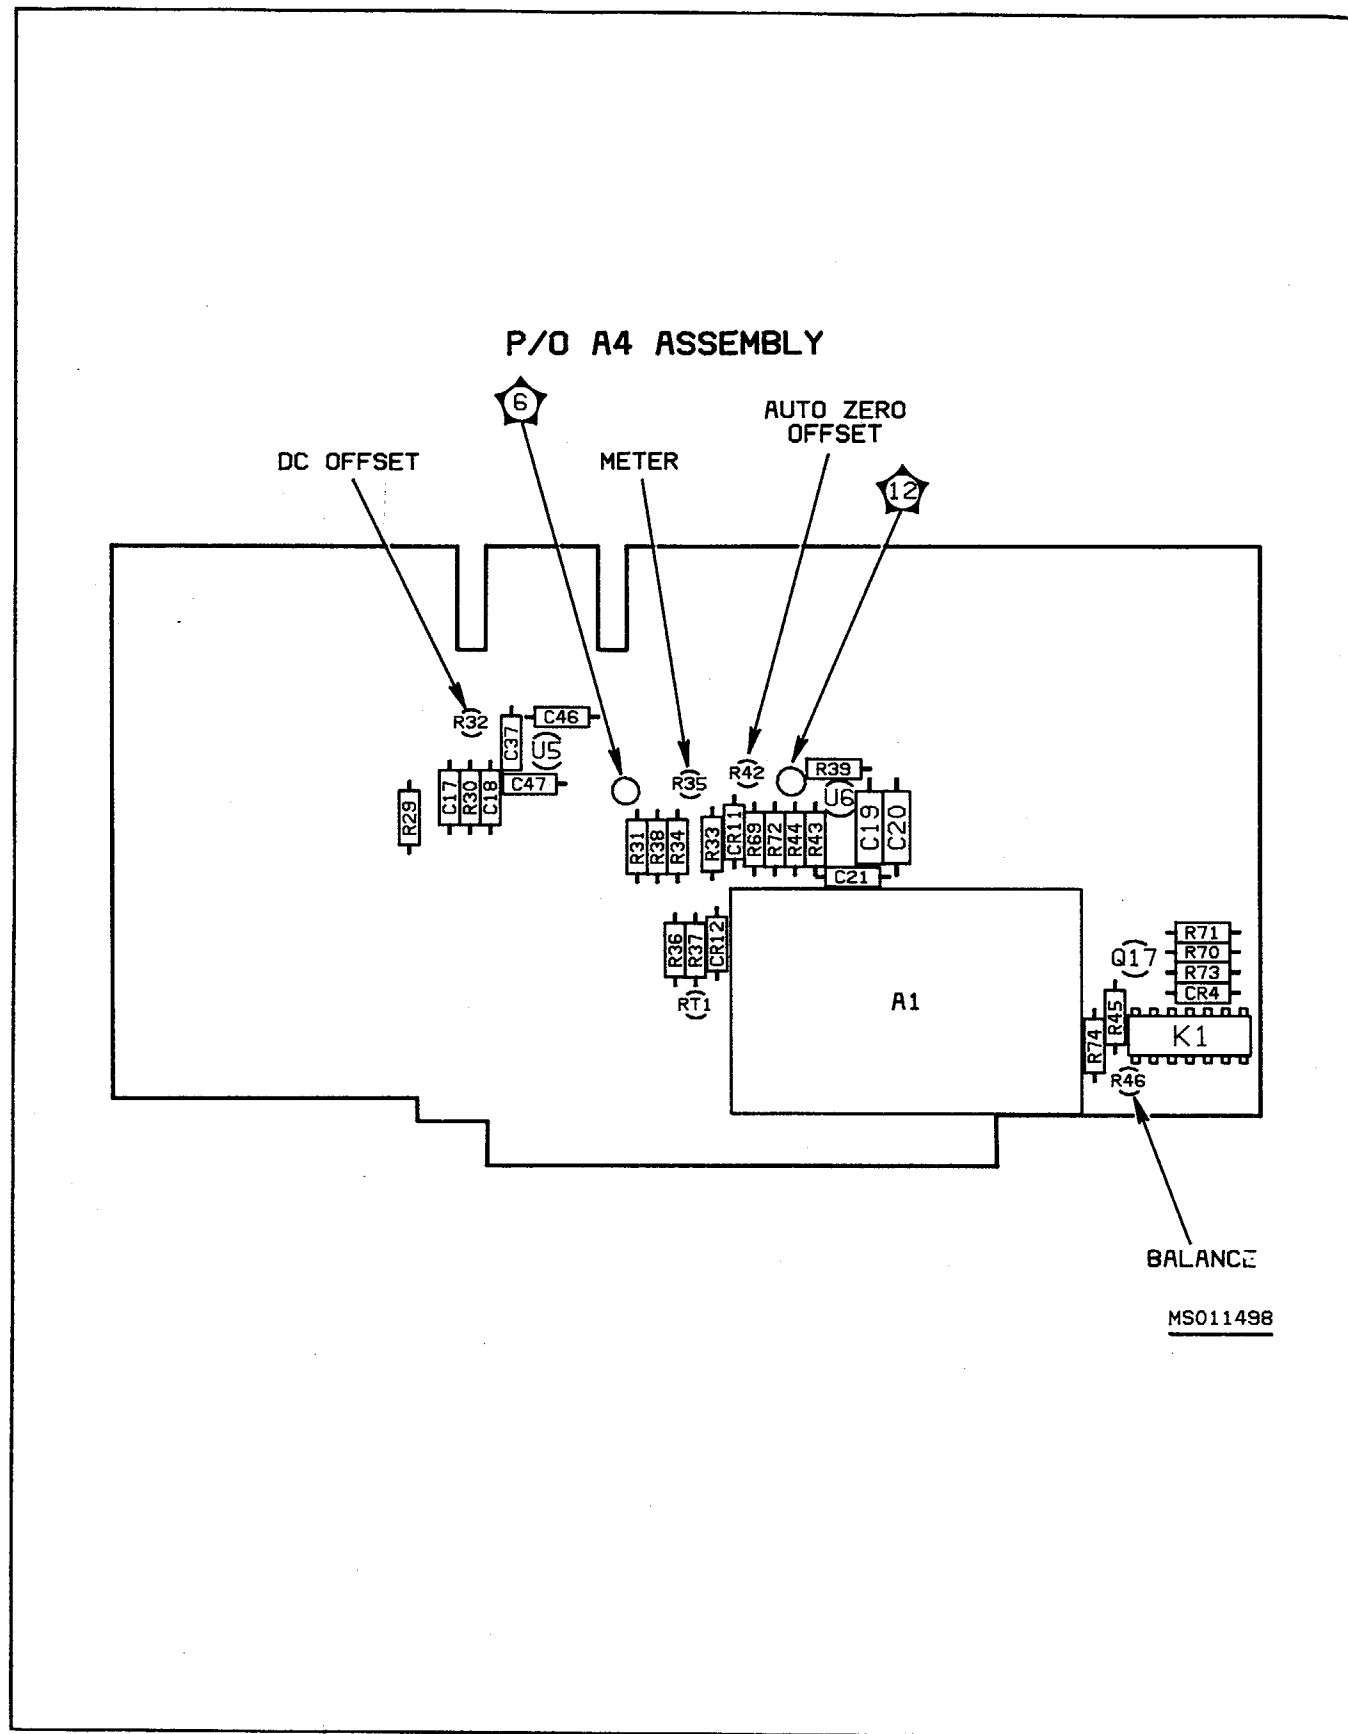 P/O A4 ASSEMBLY
6
AUTO ZERO
OFFSET
DC OFFSET
METER
12
R32
C37
C46
U5
C47
C17
R30
C18
R29
R35
R42
R39
U6
R31
R38
R34
R33
CR11
R69
R72
R44
R43
C19
C20
C21
R36
R37
CR12
RT1
A1
Q17
R71
R70
R73
CR4
R45
R74
K1
R46
BALANCE
MS011498